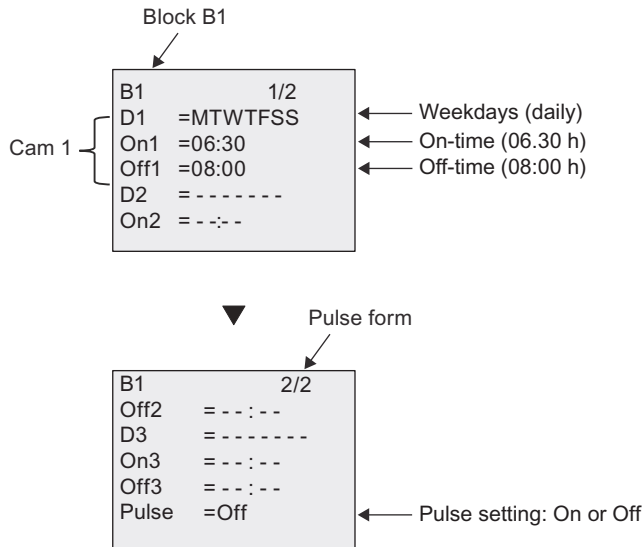 Block B1
B1 1/2
D1 =MTWTFSS
Weekdays (daily)
On1 =06:30
On-time (06.30 h)
Cam 1
Off1 =08:00
Off-time (08:00 h)
D2 =- - - - - - -
On2 =- -:- -
Pulse form
B1 2/2
Off2 =- - : - -
D3 =- - - - - - -
On3 =- - : - -
Off3 =- - : - -
Pulse =Off
Pulse setting: On or Off